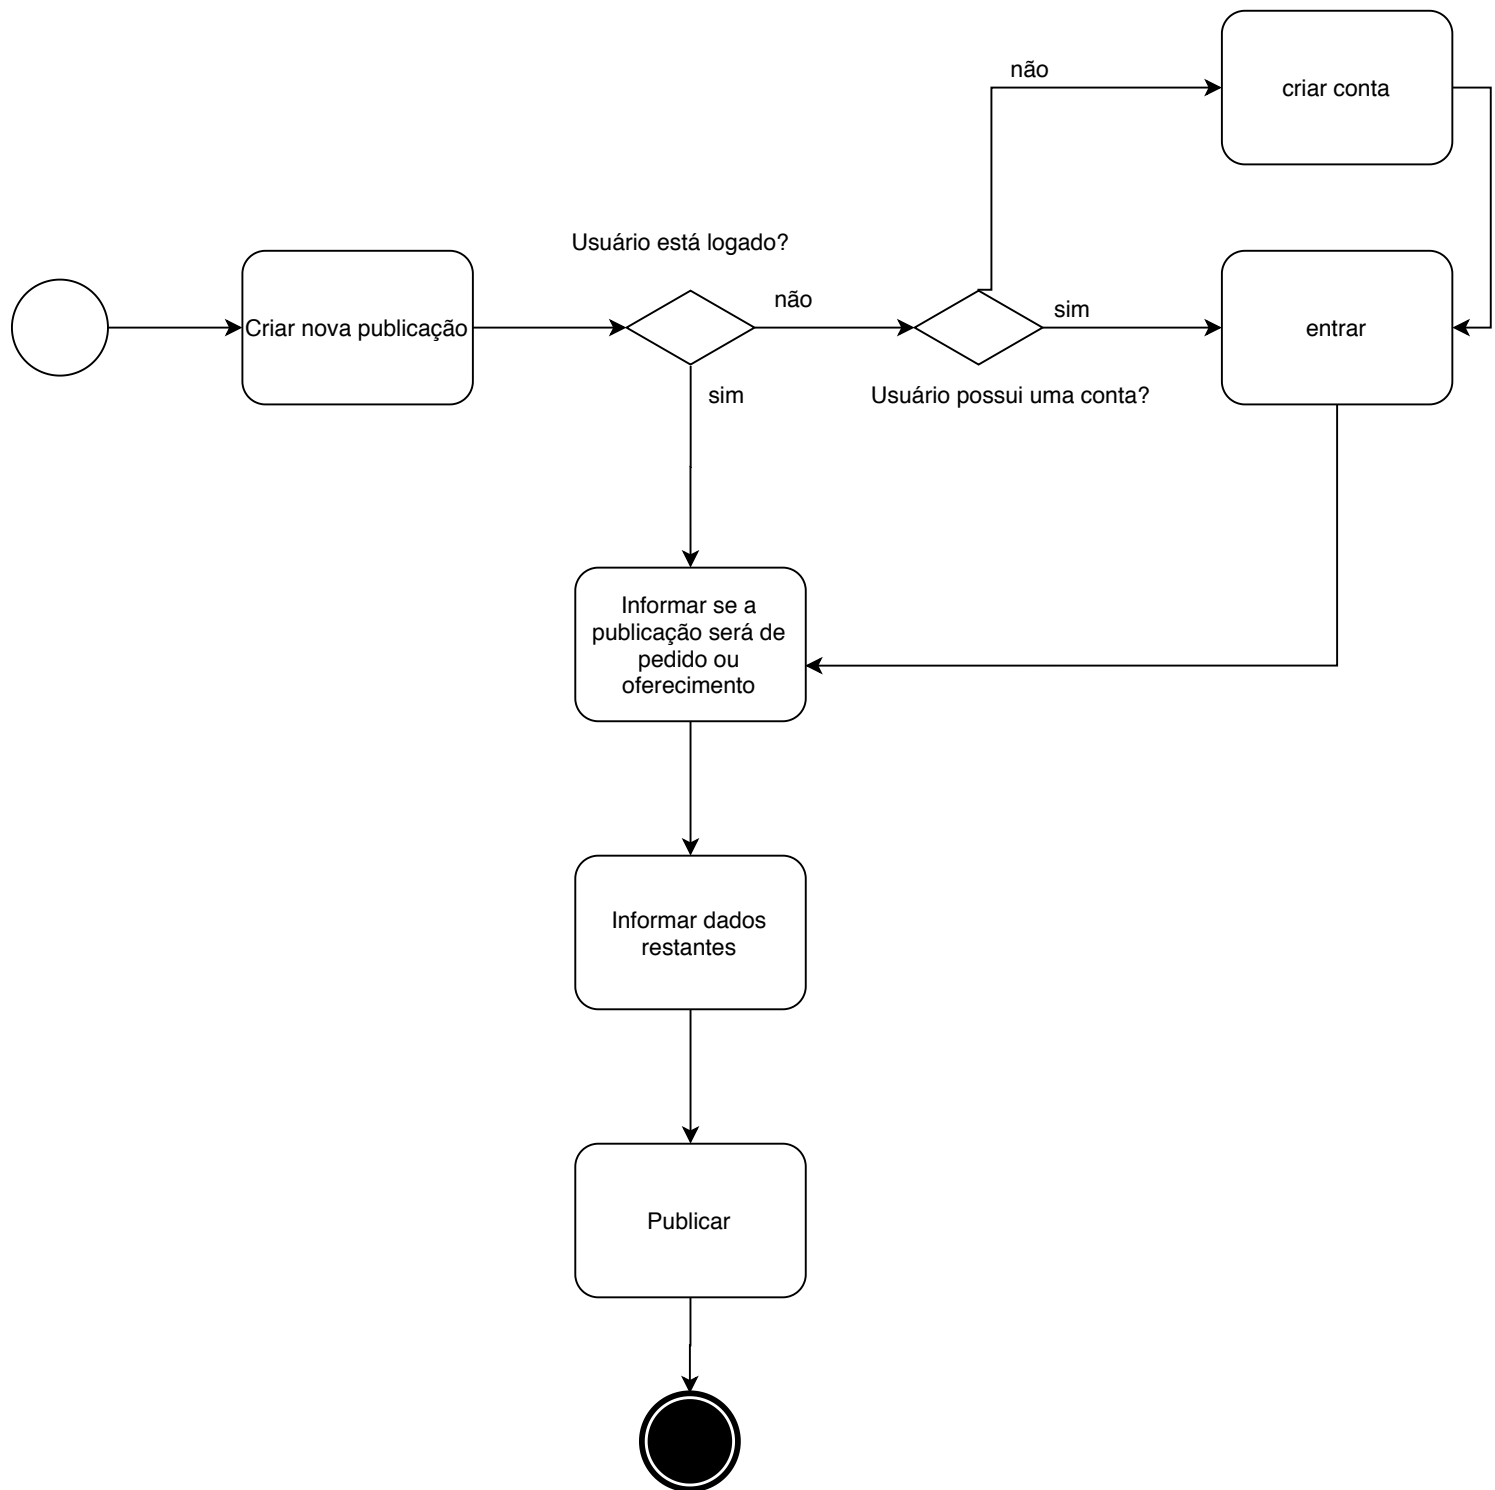 não
criar conta
Usuário está logado?
Criar nova publicação
não
sim
entrar
sim
Usuário possui uma conta?
Informar se a
publicação será de
pedido ou
oferecimento
Informar dados
restantes
Publicar